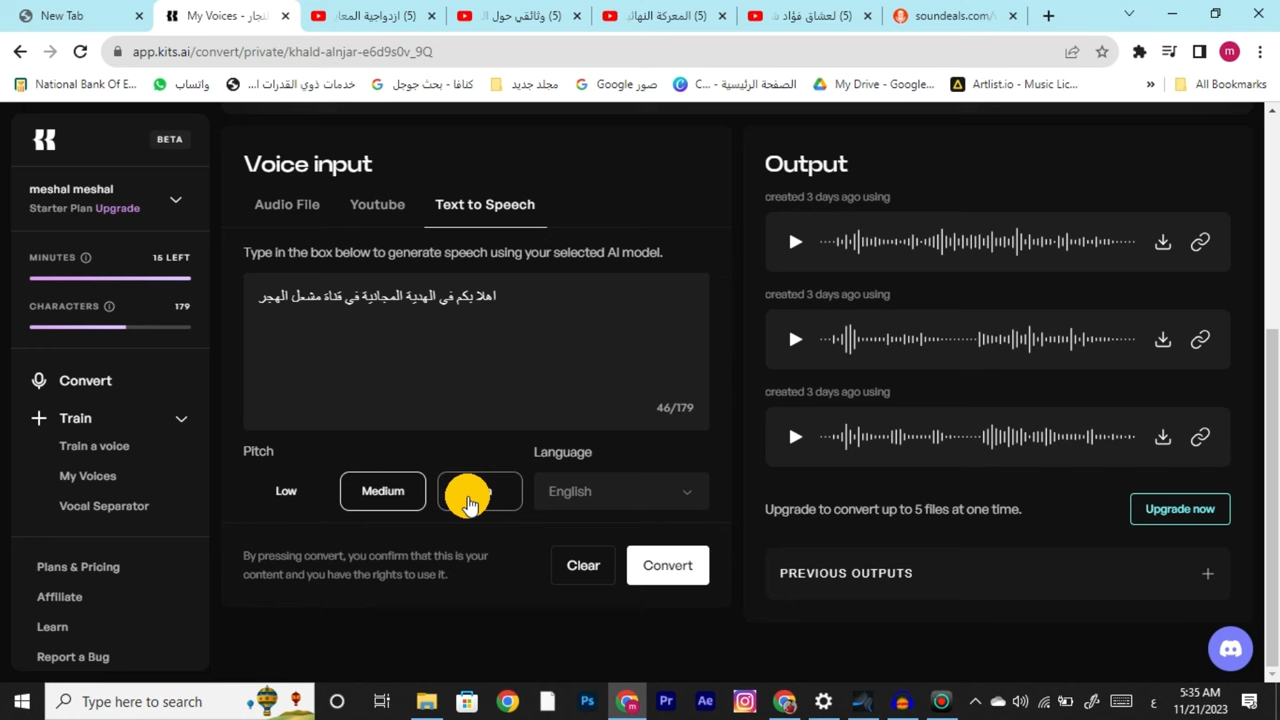 New Tab
My Voices - النجار
(5) ازدواجية المعاي
(5) وثائقي حول ال
(5) المعركة النهائي
(5) لعشاق فؤاد ش
soundeals.com/
app.kits.ai/convert/private/khald-alnjar-e6d9s0v_9Q
National Bank Of E...
واتساب
خدمات ذوي القدرات ا...
كنافا - بحث جوجل
مجلد جديد
صور Google
الصفحة الرئيسية - C...
My Drive - Google...
Artlist.io - Music Lic...
» All Bookmarks
BETA
meshal meshal
Starter Plan Upgrade
MINUTES 15 LEFT
CHARACTERS 179
Convert
Train
Train a voice
My Voices
Vocal Separator
Plans & Pricing
Affiliate
Learn
Report a Bug
Voice input
Audio File Youtube Text to Speech
Type in the box below to generate speech using your selected AI model.
اهلا بكم في الهدية المجانية في قناة مشعل الهجر
46/179
Pitch
Low Medium
Language
English
By pressing convert, you confirm that this is your
content and you have the rights to use it.
Clear Convert
Output
created 3 days ago using
created 3 days ago using
created 3 days ago using
Upgrade to convert up to 5 files at one time.
Upgrade now
PREVIOUS OUTPUTS
Type here to search
ع
5:35 AM
11/21/2023